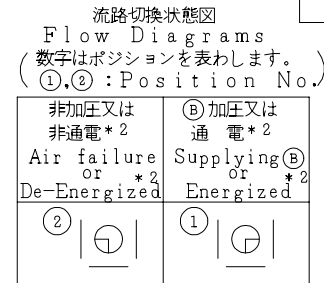 流路切換状態図
Flow Diagrams
(数字はポジションを表わします。
①,②:Position No.)
非加圧又は
非通電*2
Air failure
or *2
De-Energized
Ⓑ加圧又は
通 電*2
Supplying Ⓑ
or *2
Energized
②
①